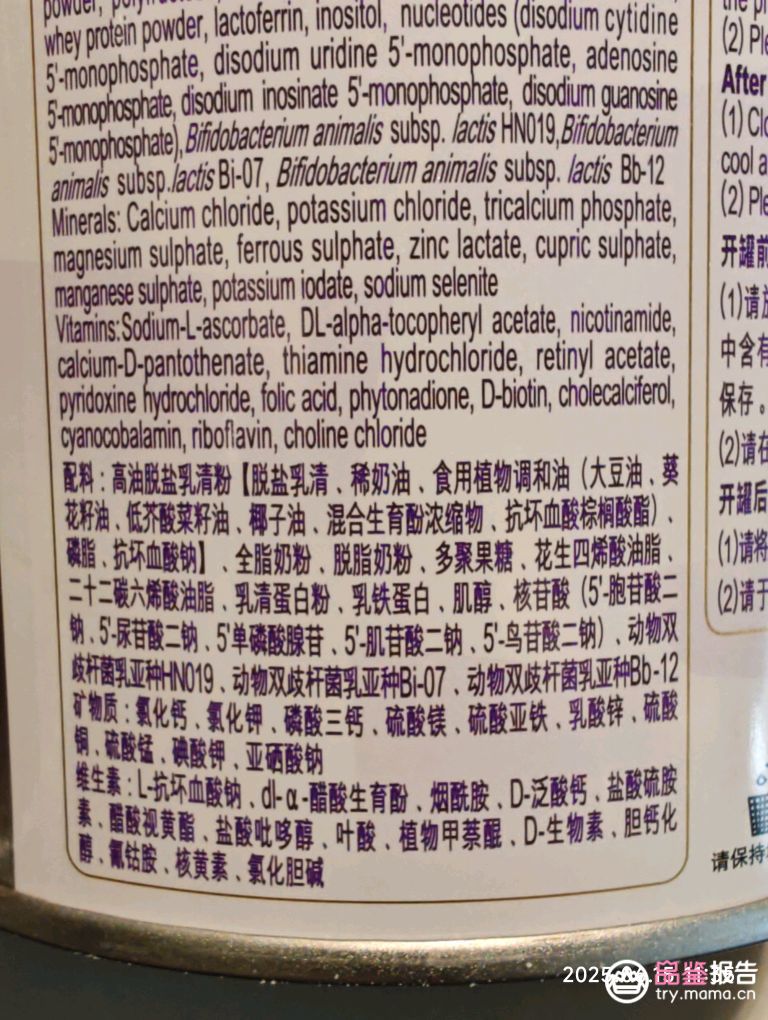 whey protein powder, lactoferrin, inositol, nucleotides (disodium cytidine
5'-monophosphate, disodium uridine 5'-monophosphate, adenosine
5'-monophosphate, disodium inosinate 5'-monophosphate, disodium guanosine
5'-monophosphate), Bifidobacterium animalis subsp. lactis HN019,Bifidobacterium
animalis subsp.lactis Bi-07, Bifidobacterium animalis subsp. lactis Bb-12
Minerals: Calcium chloride, potassium chloride, tricalcium phosphate,
magnesium sulphate, ferrous sulphate, zinc lactate, cupric sulphate,
manganese sulphate, potassium iodate, sodium selenite
Vitamins:Sodium-L-ascorbate, DL-alpha-tocopheryl acetate, nicotinamide,
calcium-D-pantothenate, thiamine hydrochloride, retinyl acetate,
pyridoxine hydrochloride, folic acid, phytonadione, D-biotin, cholecalciferol,
cyanocobalamin, riboflavin, choline chloride
配料：高油脱盐乳清粉【脱盐乳清、稀奶油、食用植物调和油（大豆油、葵
花籽油、低芥酸菜籽油、椰子油、混合生育酚浓缩物、抗坏血酸棕榈酸酯）、
磷脂、抗坏血酸钠】、全脂奶粉、脱脂奶粉、多聚果糖、花生四烯酸油脂、
二十二碳六烯酸油脂、乳清蛋白粉、乳铁蛋白、肌醇、核苷酸（5'-胞苷酸二
钠、5'-尿苷酸二钠、5'单磷酸腺苷、5'-肌苷酸二钠、5'-鸟苷酸二钠）、动物双
歧杆菌乳亚种HN019、动物双歧杆菌乳亚种Bi-07、动物双歧杆菌乳亚种Bb-12
矿物质：氯化钙、氯化钾、磷酸三钙、硫酸镁、硫酸亚铁、乳酸锌、硫酸
铜、硫酸锰、碘酸钾、亚硒酸钠
维生素：L-抗坏血酸钠、dl-α-醋酸生育酚、烟酰胺、D-泛酸钙、盐酸硫胺
素、醋酸视黄酯、盐酸吡哆醇、叶酸、植物甲萘醌、D-生物素、胆钙化
醇、氰钴胺、核黄素、氯化胆碱
(2) Ple
After
(1) Clo
cool a
(2) Ple
开罐前
(1)请放
中含有
保存。
(2)请在
开罐后
(1)请将
(2)请于
请保持
品鉴报告
try.mama.cn